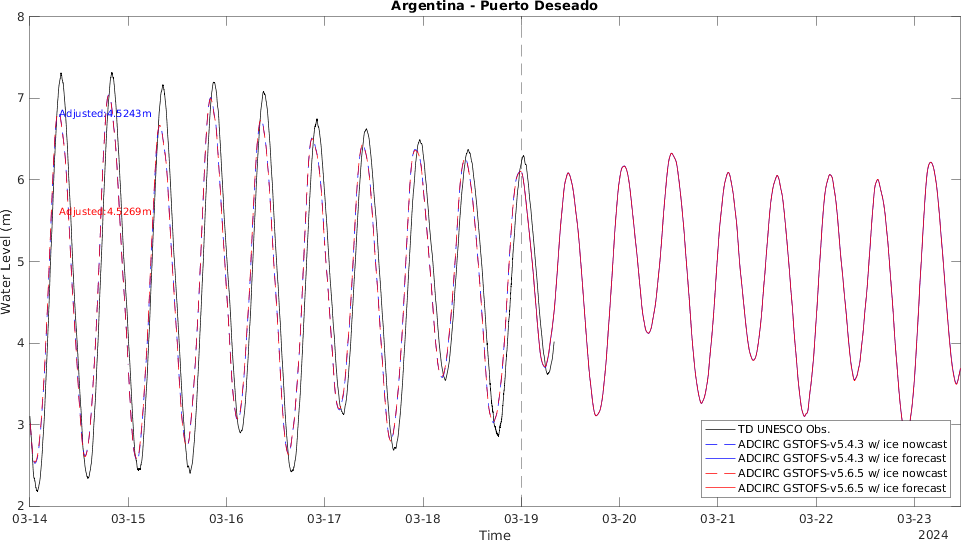 Argentina - Puerto Deseado
8
7
6
5
4
3
2
Water Level (m)
Adjusted:4.5243m
Adjusted:4.5269m
TD UNESCO Obs.
ADCIRC GSTOFS-v5.4.3 w/ ice nowcast
ADCIRC GSTOFS-v5.4.3 w/ ice forecast
ADCIRC GSTOFS-v5.6.5 w/ ice nowcast
ADCIRC GSTOFS-v5.6.5 w/ ice forecast
03-14 03-15 03-16 03-17 03-18 03-19 03-20 03-21 03-22 03-23
Time
2024